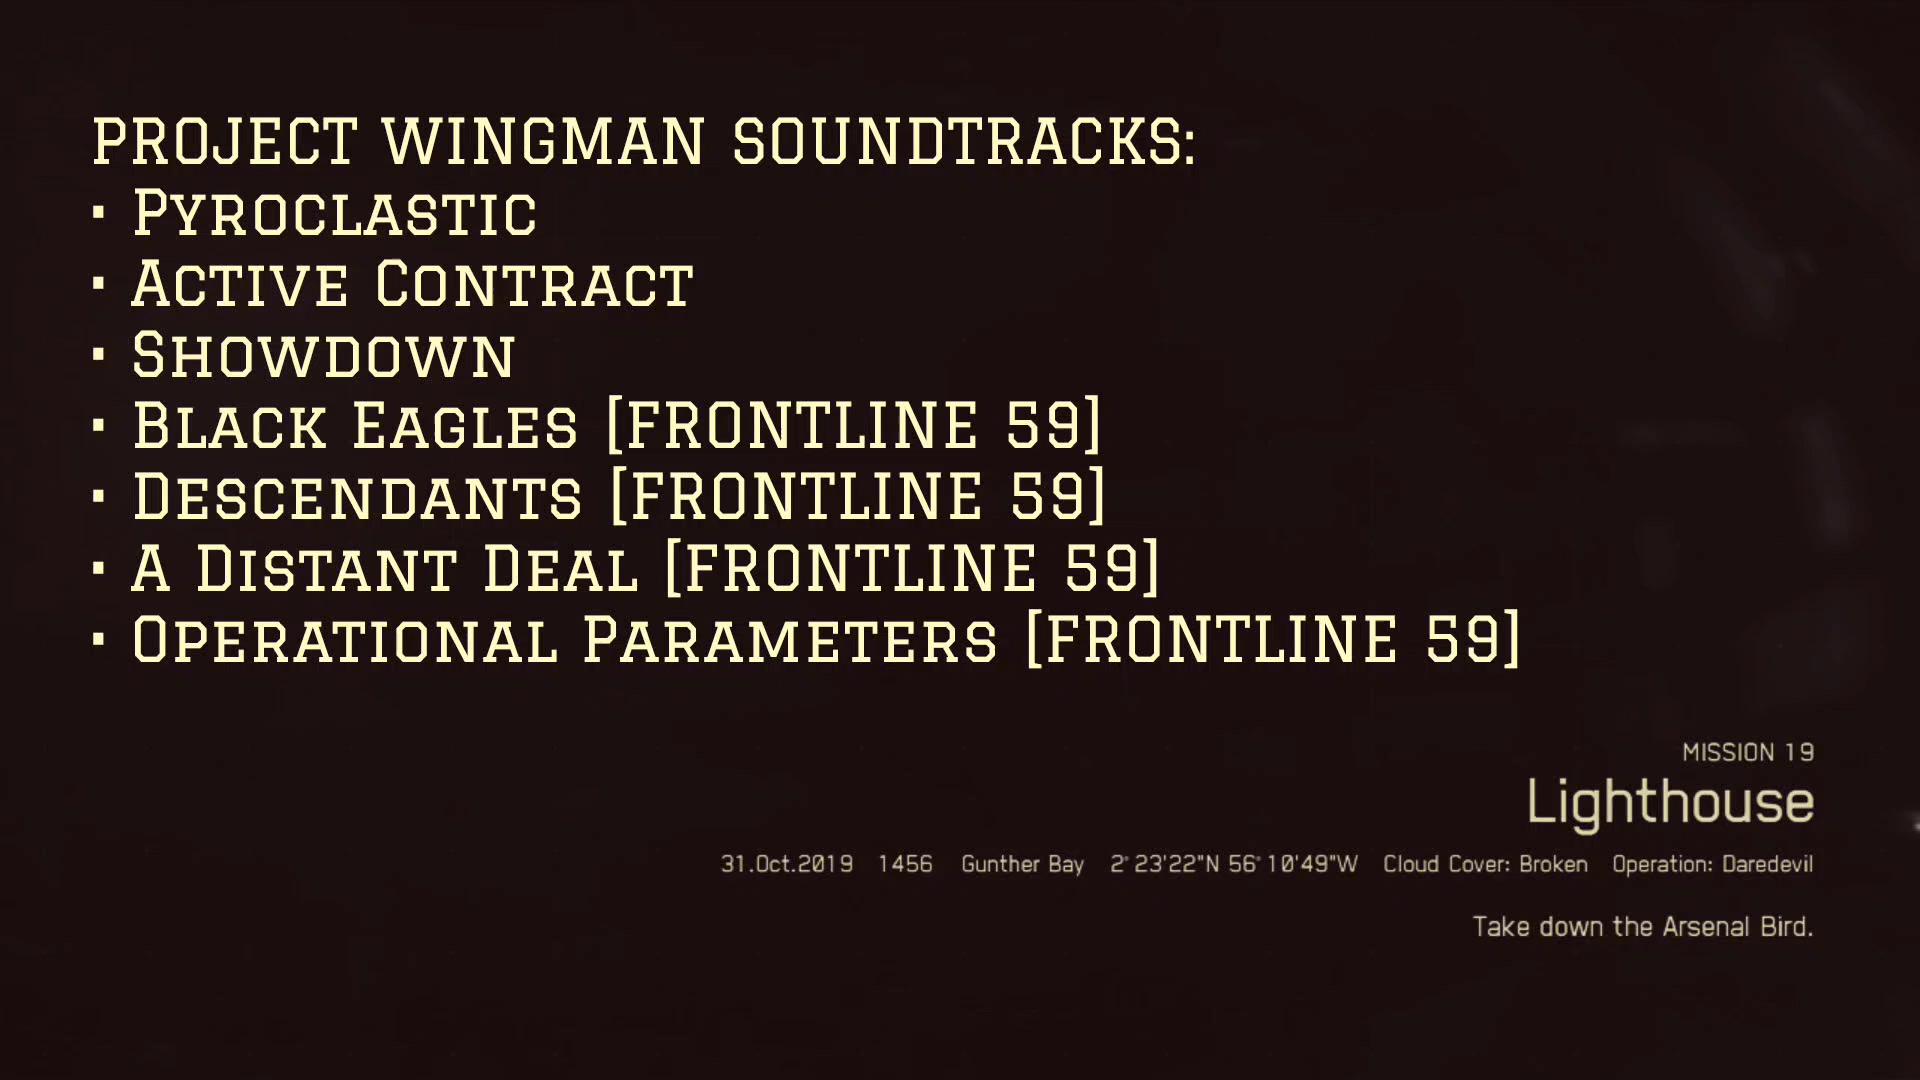 PROJECT WINGMAN SOUNDTRACKS:
· Pyroclastic
· Active Contract
· Showdown
· Black Eagles [FRONTLINE 59]
· Descendants [FRONTLINE 59]
· A Distant Deal [FRONTLINE 59]
· Operational Parameters [FRONTLINE 59]
MISSION 19
Lighthouse
31.Oct.2019 1456 Gunther Bay 2°23'22"N 56°10'49"W Cloud Cover: Broken Operation: Daredevil
Take down the Arsenal Bird.